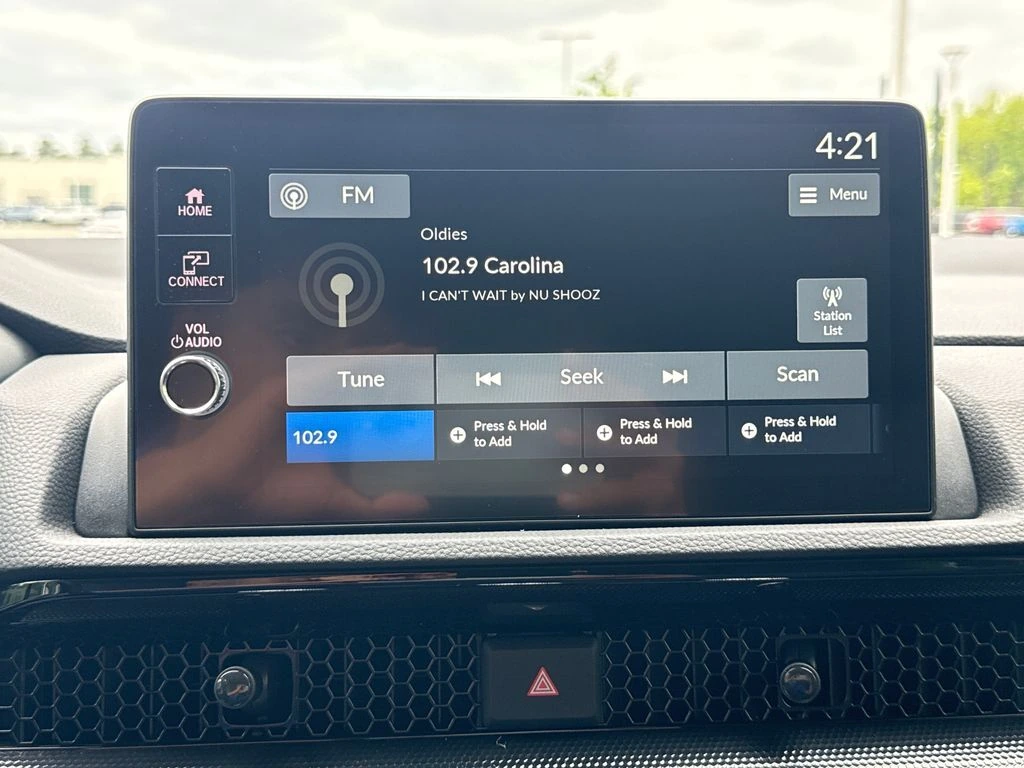 4:21
HOME
FM
Menu
Oldies
102.9 Carolina
CONNECT
I CAN'T WAIT by NU SHOOZ
Station
List
VOL
AUDIO
Tune
Seek
Scan
102.9
Press & Hold
to Add
Press & Hold
to Add
Press & Hold
to Add